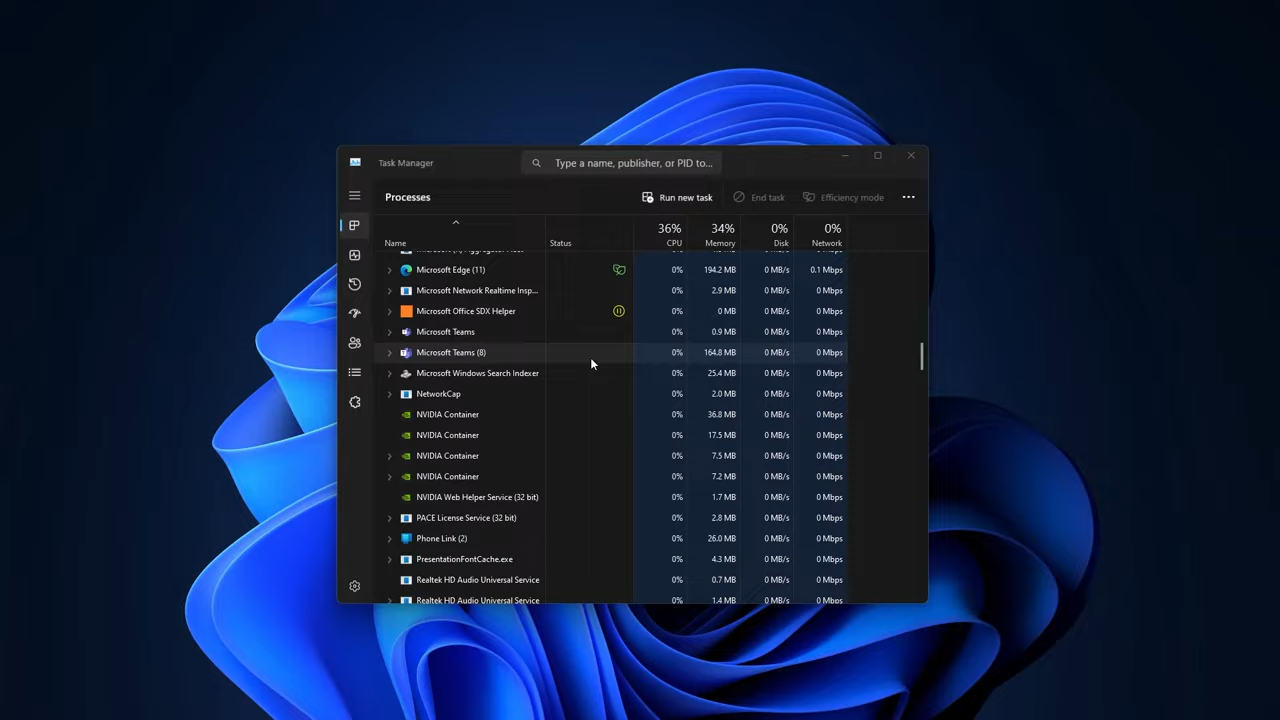 Task Manager
Type a name, publisher, or PID to...
Processes
Run new task
End task
Efficiency mode
36% 34% 0% 0%
Name Status CPU Memory Disk Network
Microsoft Edge (11) 0% 194.2 MB 0 MB/s 0.1 Mbps
Microsoft Network Realtime Insp... 0% 2.9 MB 0 MB/s 0 Mbps
Microsoft Office SDX Helper 0% 0 MB 0 MB/s 0 Mbps
Microsoft Teams 0% 0.9 MB 0 MB/s 0 Mbps
Microsoft Teams (8) 0% 164.8 MB 0 MB/s 0 Mbps
Microsoft Windows Search Indexer 0% 25.4 MB 0 MB/s 0 Mbps
NetworkCap 0% 2.0 MB 0 MB/s 0 Mbps
NVIDIA Container 0% 36.8 MB 0 MB/s 0 Mbps
NVIDIA Container 0% 17.5 MB 0 MB/s 0 Mbps
NVIDIA Container 0% 7.5 MB 0 MB/s 0 Mbps
NVIDIA Container 0% 7.2 MB 0 MB/s 0 Mbps
NVIDIA Web Helper Service (32 bit) 0% 1.7 MB 0 MB/s 0 Mbps
PACE License Service (32 bit) 0% 2.8 MB 0 MB/s 0 Mbps
Phone Link (2) 0% 26.0 MB 0 MB/s 0 Mbps
PresentationFontCache.exe 0% 4.3 MB 0 MB/s 0 Mbps
Realtek HD Audio Universal Service 0% 0.7 MB 0 MB/s 0 Mbps
Realtek HD Audio Universal Service 0% 1.4 MB 0 MB/s 0 Mbps